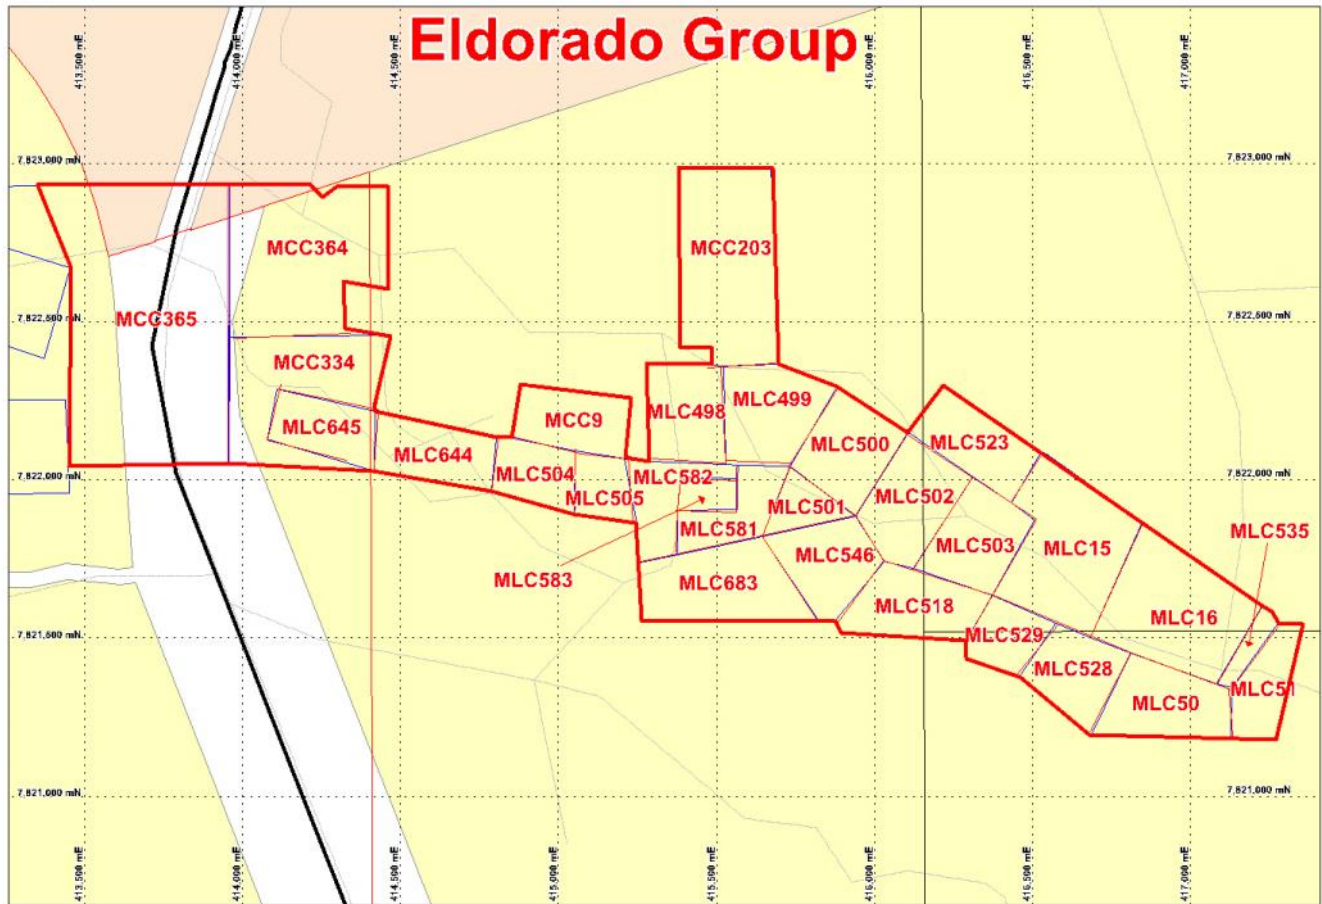 Eldorado Group
413,500 mE
414,000 mE
414,500 mE
416,000 mE
416,500 mE
417,000 mE
7,823,000 mN
7,823,000 mN
MCC364
MCC203
7,822,500 mN
MCC365
7,822,500 mN
MCC334
MLC498
MLC499
MCC9
MLC645
MLC500
MLC523
MLC644
MLC504
MLC582
7,822,000 mN
7,822,000 mN
MLC505
MLC501
MLC502
MLC581
MLC535
MLC546
MLC503
MLC15
MLC583
MLC683
MLC518
MLC16
7,821,500 mN
7,821,500 mN
MLC529
MLC528
MLC51
MLC50
7,821,000 mN
7,821,000 mN
413,500 mE
414,000 mE
414,500 mE
415,000 mE
415,500 mE
416,000 mE
416,500 mE
417,000 mE